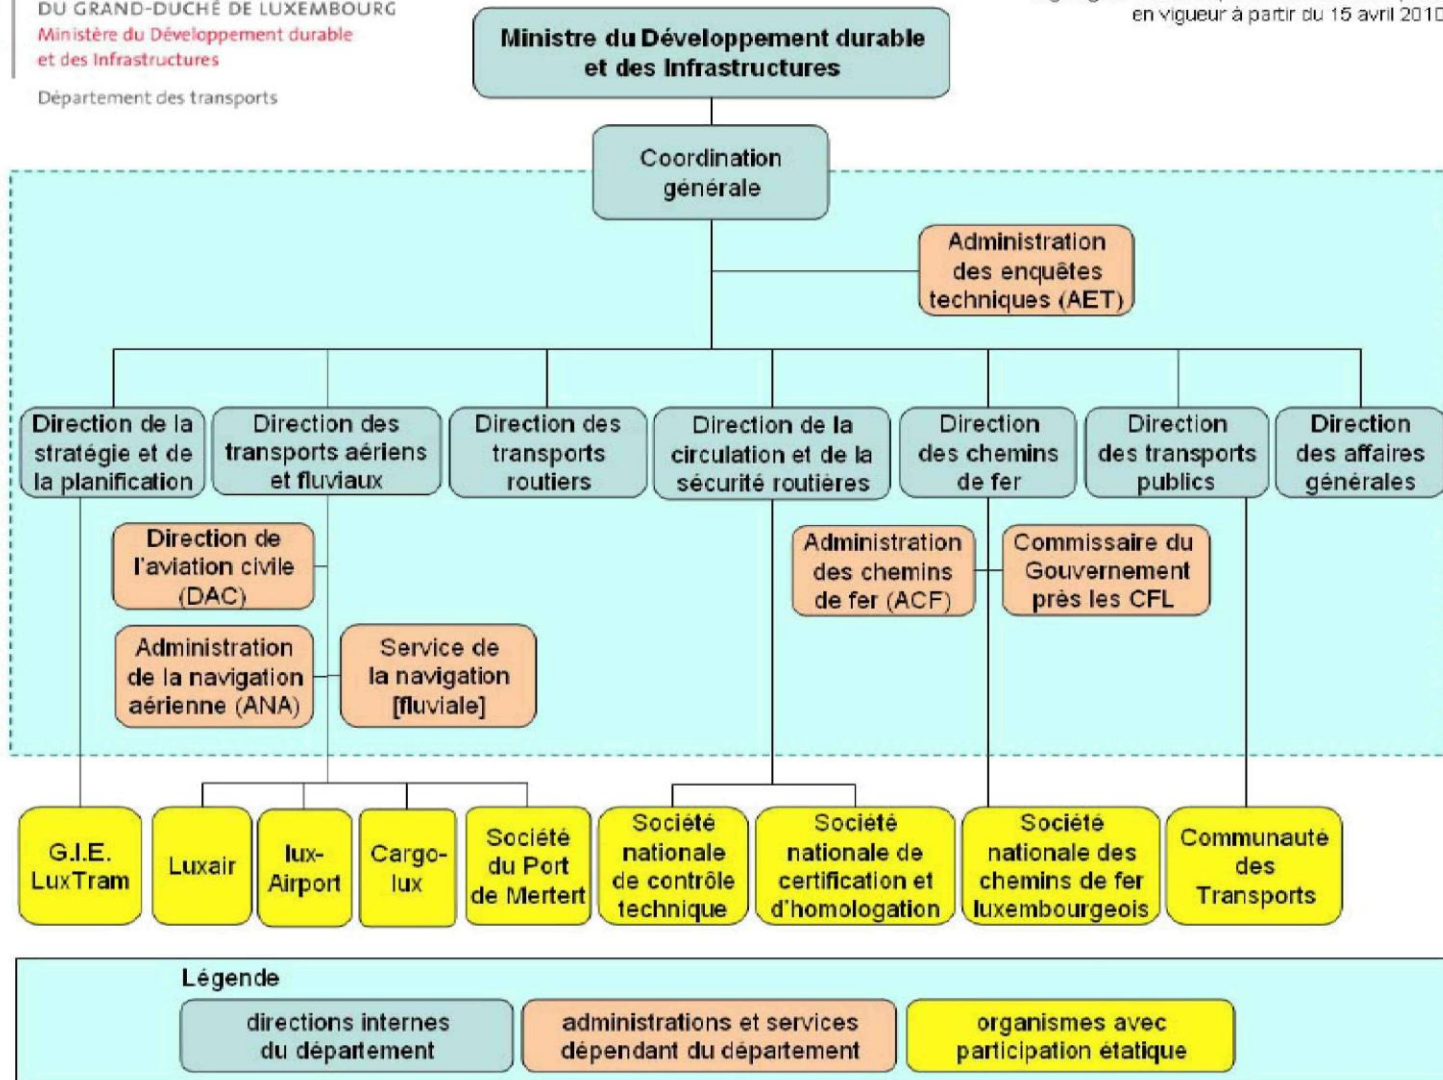 DU GRAND-DUCHÉ DE LUXEMBOURG
Ministère du Développement durable
et des Infrastructures
Département des transports
en vigueur à partir du 15 avril 2010
Ministre du Développement durable
et des Infrastructures
Coordination
générale
Administration
des enquêtes
techniques (AET)
Direction de la
stratégie et de
la planification
Direction des
transports aériens
et fluviaux
Direction des
transports
routiers
Direction de la
circulation et de la
sécurité routières
Direction
des chemins
de fer
Direction
des transports
publics
Direction
des affaires
générales
Direction de
l'aviation civile
(DAC)
Administration
des chemins
de fer (ACF)
Commissaire du
Gouvernement
près les CFL
Administration
de la navigation
aérienne (ANA)
Service de
la navigation
[fluviale]
G.I.E.
LuxTram
Luxair
lux-
Airport
Cargo-
lux
Société
du Port
de Mertert
Société
nationale
de contrôle
technique
Société
nationale de
certification et
d'homologation
Société
nationale des
chemins de fer
luxembourgeois
Communauté
des
Transports
Légende
directions internes
du département
administrations et services
dépendant du département
organismes avec
participation étatique